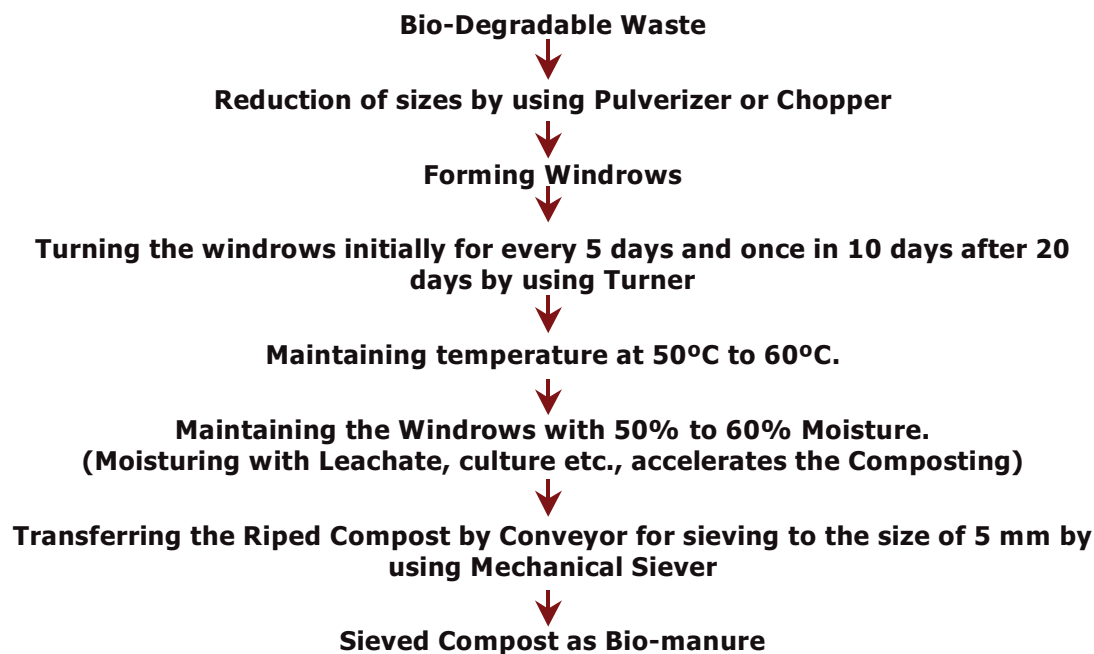 Bio-Degradable Waste
Reduction of sizes by using Pulverizer or Chopper
Forming Windrows
Turning the windrows initially for every 5 days and once in 10 days after 20
days by using Turner
Maintaining temperature at 50ºC to 60ºC.
Maintaining the Windrows with 50% to 60% Moisture.
(Moisturing with Leachate, culture etc., accelerates the Composting)
Transferring the Riped Compost by Conveyor for sieving to the size of 5 mm by
using Mechanical Siever
Sieved Compost as Bio-manure